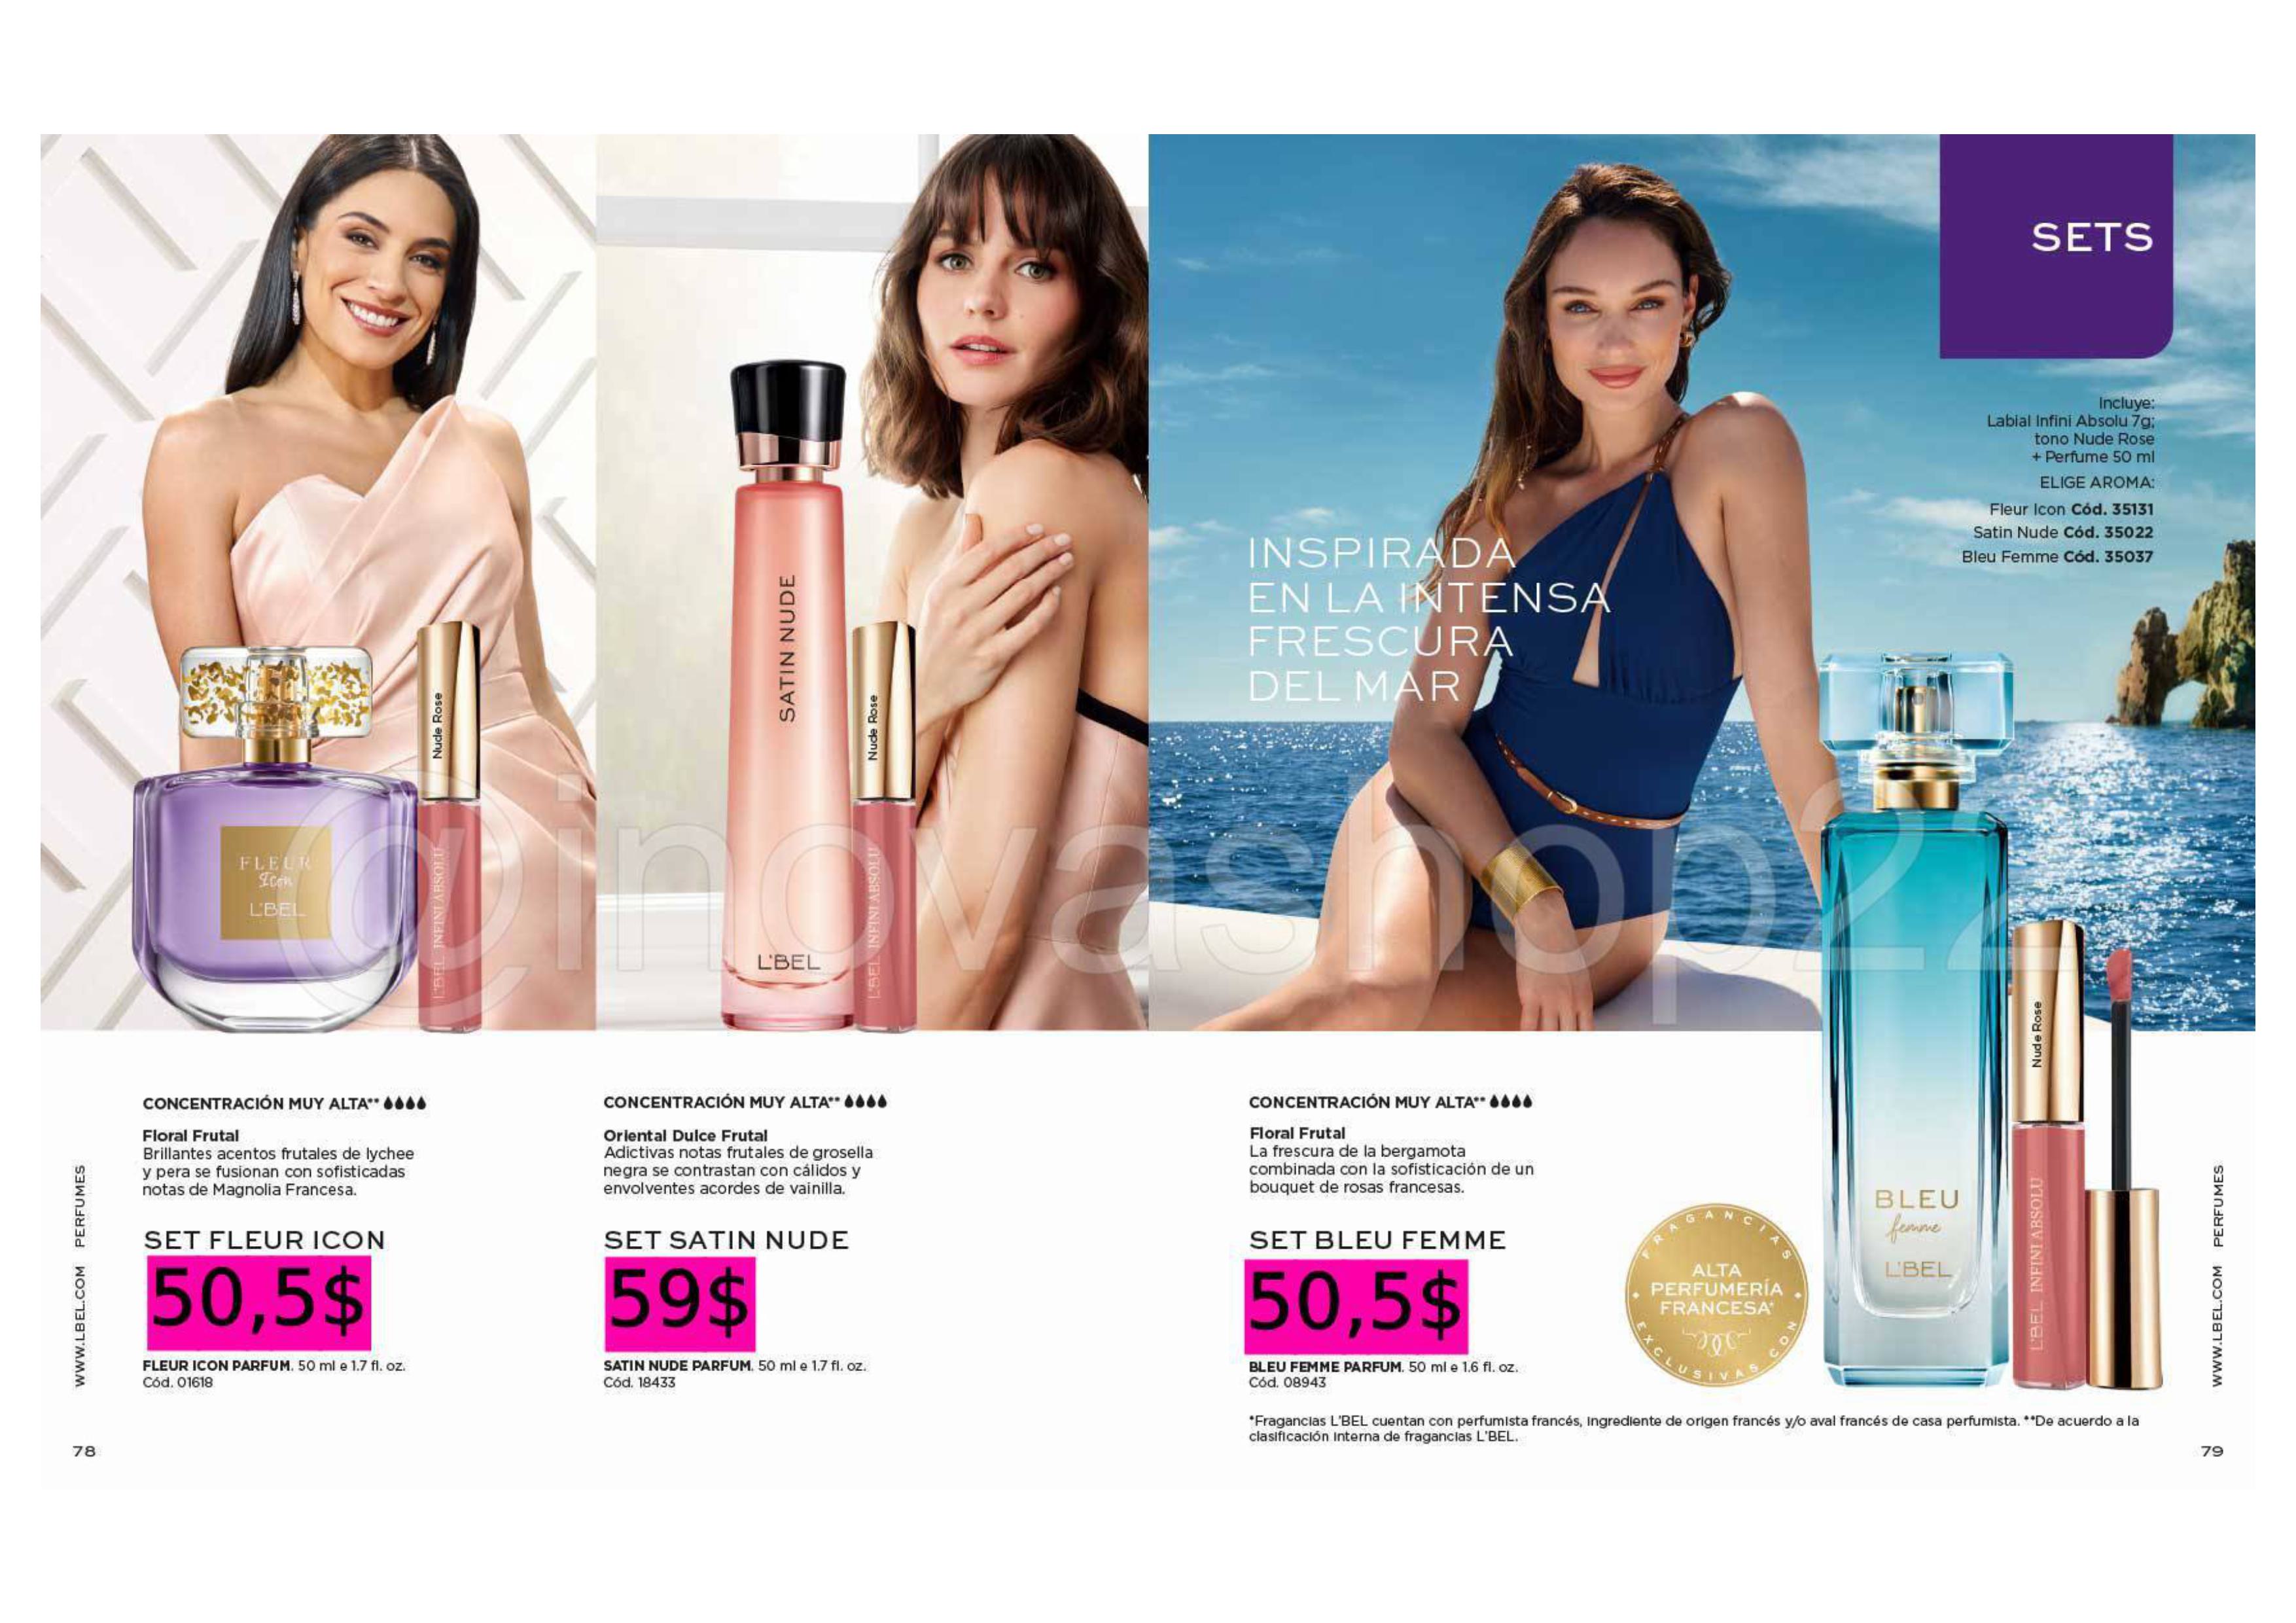 SETS
Incluye:
Labial Infini Absolu 7g;
tono Nude Rose
+ Perfume 50 ml
ELIGE AROMA:
Fleur Icon Cód. 35131
Satin Nude Cód. 35022
Bleu Femme Cód. 35037
INSPIRADA
EN LA INTENSA
FRESCURA
DEL MAR
FLEUR
Icon
L'BEL
Nude Rose
L'BEL INFINI ABSOLU
SATIN NUDE
L'BEL
Nude Rose
L'BEL INFINI ABSOLU
@inovashop22
CONCENTRACIÓN MUY ALTA**
Floral Frutal
Brillantes acentos frutales de lychee
y pera se fusionan con sofisticadas
notas de Magnolia Francesa.
SET FLEUR ICON
50,5$
FLEUR ICON PARFUM. 50 ml e 1.7 fl. oz.
Cód. 01618
CONCENTRACIÓN MUY ALTA**
Oriental Dulce Frutal
Adictivas notas frutales de grosella
negra se contrastan con cálidos y
envolventes acordes de vainilla.
SET SATIN NUDE
59$
SATIN NUDE PARFUM. 50 ml e 1.7 fl. oz.
Cód. 18433
CONCENTRACIÓN MUY ALTA**
Floral Frutal
La frescura de la bergamota
combinada con la sofisticación de un
bouquet de rosas francesas.
SET BLEU FEMME
50,5$
BLEU FEMME PARFUM. 50 ml e 1.6 fl. oz.
Cód. 08943
FRAGANCIAS
ALTA
PERFUMERÍA
FRANCESA*
EXCLUSIVAS CON
BLEU
femme
L'BEL
Nude Rose
L'BEL INFINI ABSOLU
*Fragancias L'BEL cuentan con perfumista francés, ingrediente de origen francés y/o aval francés de casa perfumista. **De acuerdo a la
clasificación interna de fragancias L'BEL.
WWW.LBEL.COM PERFUMES
78
WWW.LBEL.COM PERFUMES
79